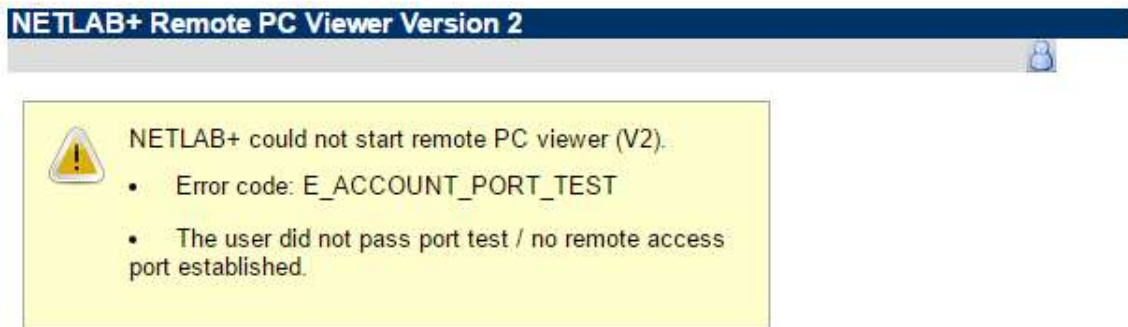 NETLAB+ Remote PC Viewer Version 2
NETLAB+ could not start remote PC viewer (V2).
• Error code: E_ACCOUNT_PORT_TEST
• The user did not pass port test / no remote access
port established.